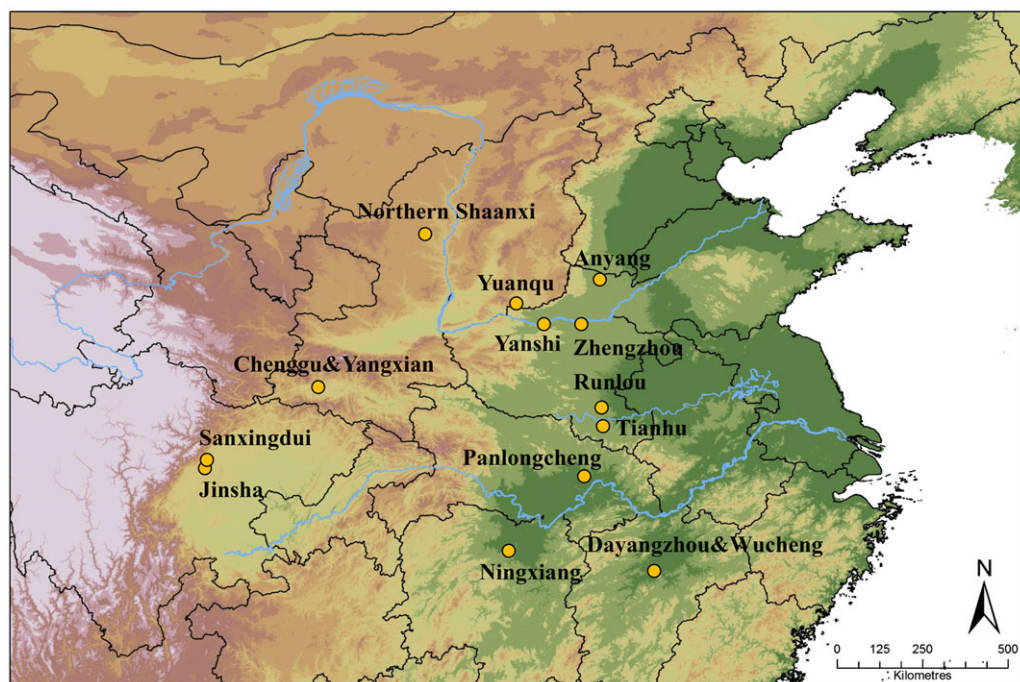 Northern Shaanxi
Anyang
Yuanqu
Yanshi
Zhengzhou
Chenggu&Yangxian
Runlou
Tianhu
Sanxingdui
Jinsha
Panlongcheng
Dayangzhou&Wucheng
Ningxiang
N
0 125 250 500
Kilometres